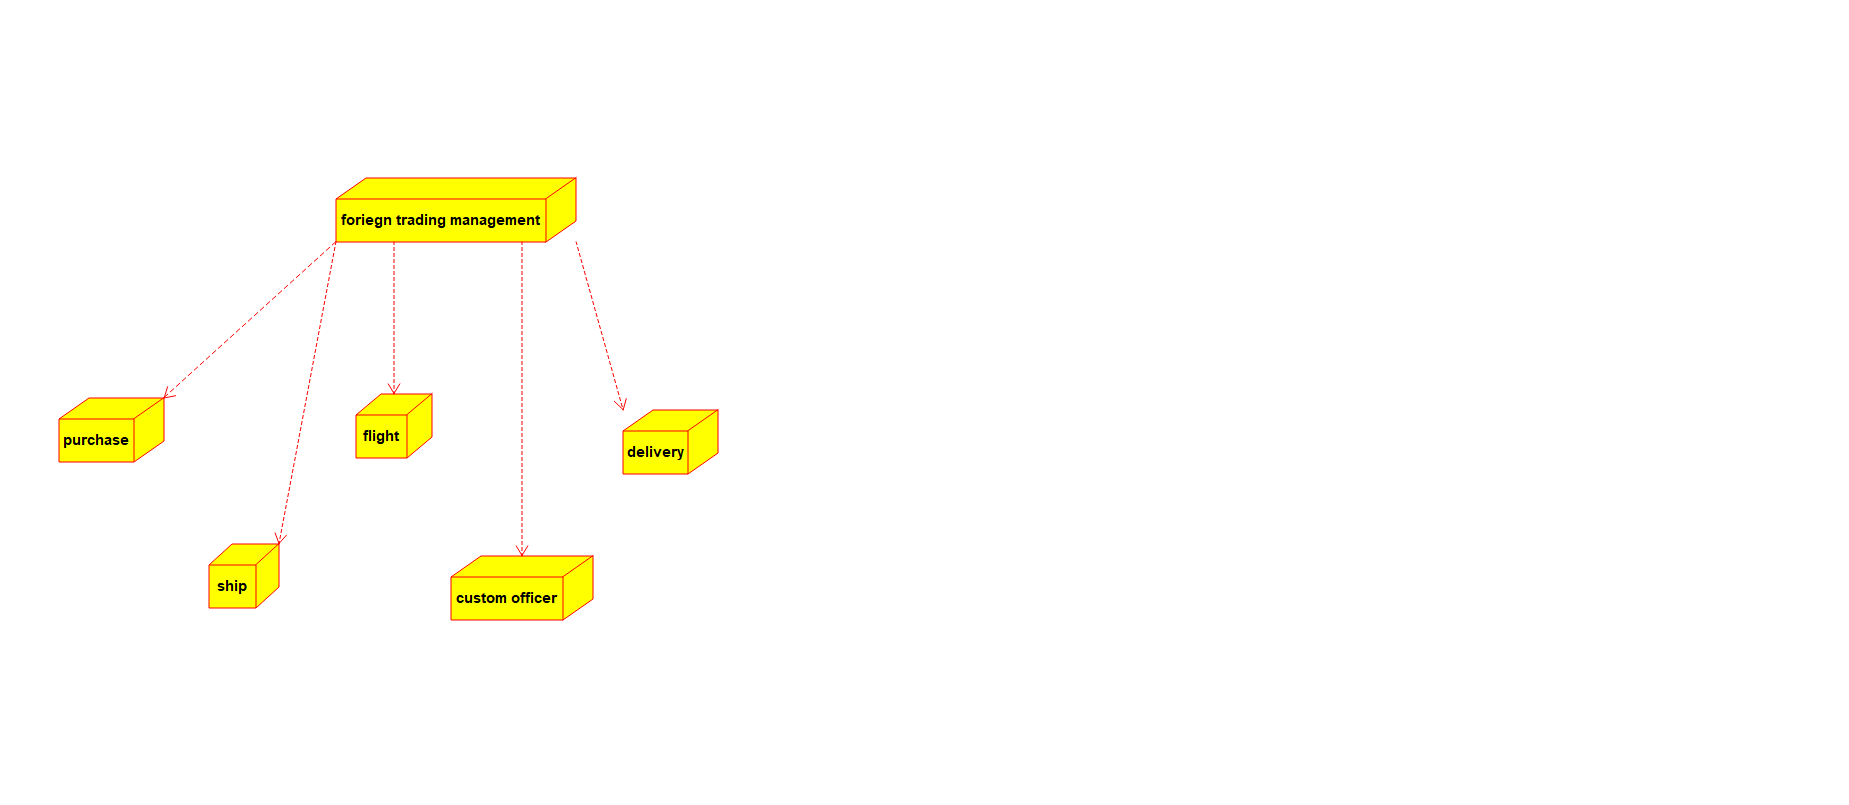 foriegn trading management
purchase
flight
delivery
ship
custom officer